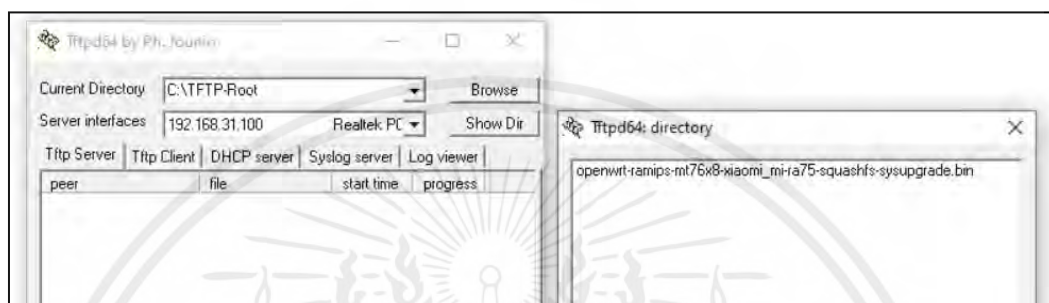 Tftpd64 by Ph. Jounin
Current Directory C:\TFTP-Root Browse
Server interfaces 192.168.31.100 Realtek PC Show Dir
Tftp Server Tftp Client DHCP server Syslog server Log viewer
peer file start time progress
Tftpd64: directory
openwrt-ramips-mt76x8-xiaomi_mi-ra75-squashfs-sysupgrade.bin